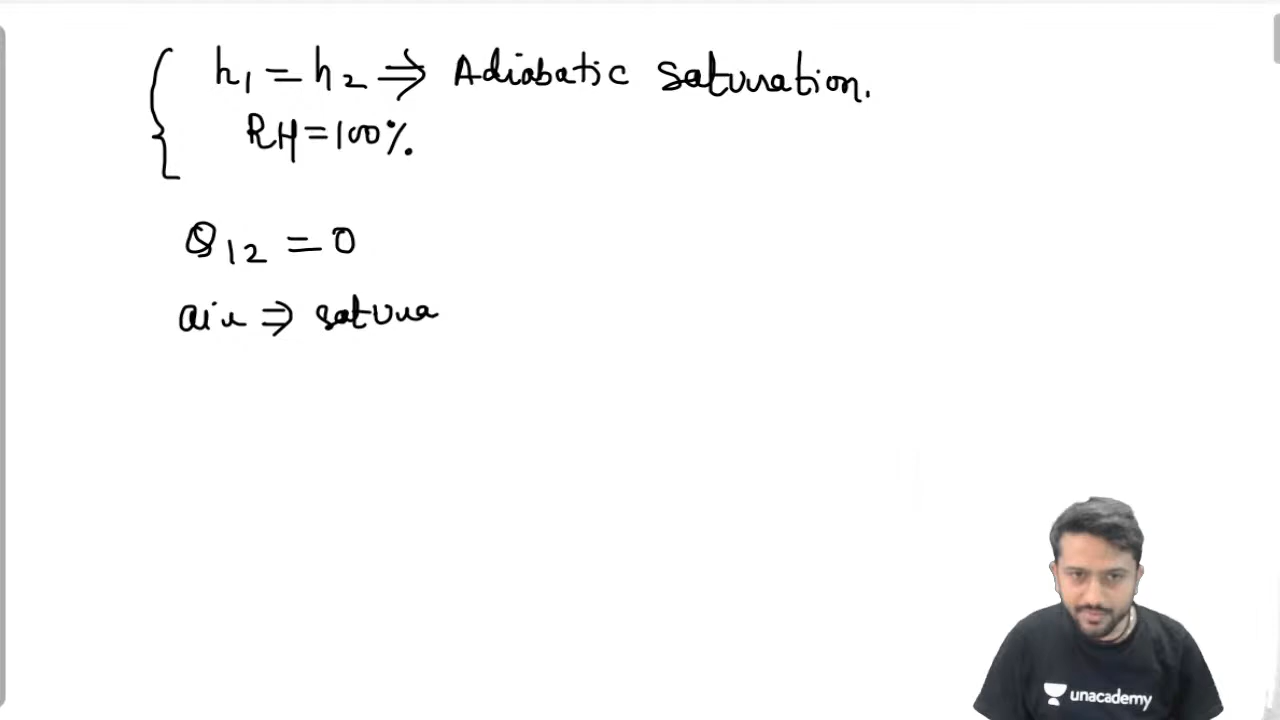 h₁ = h₂ ⇒ Adiabatic saturation.
RH = 100%.
Q₁₂ = 0
air ⇒ satura
unacademy